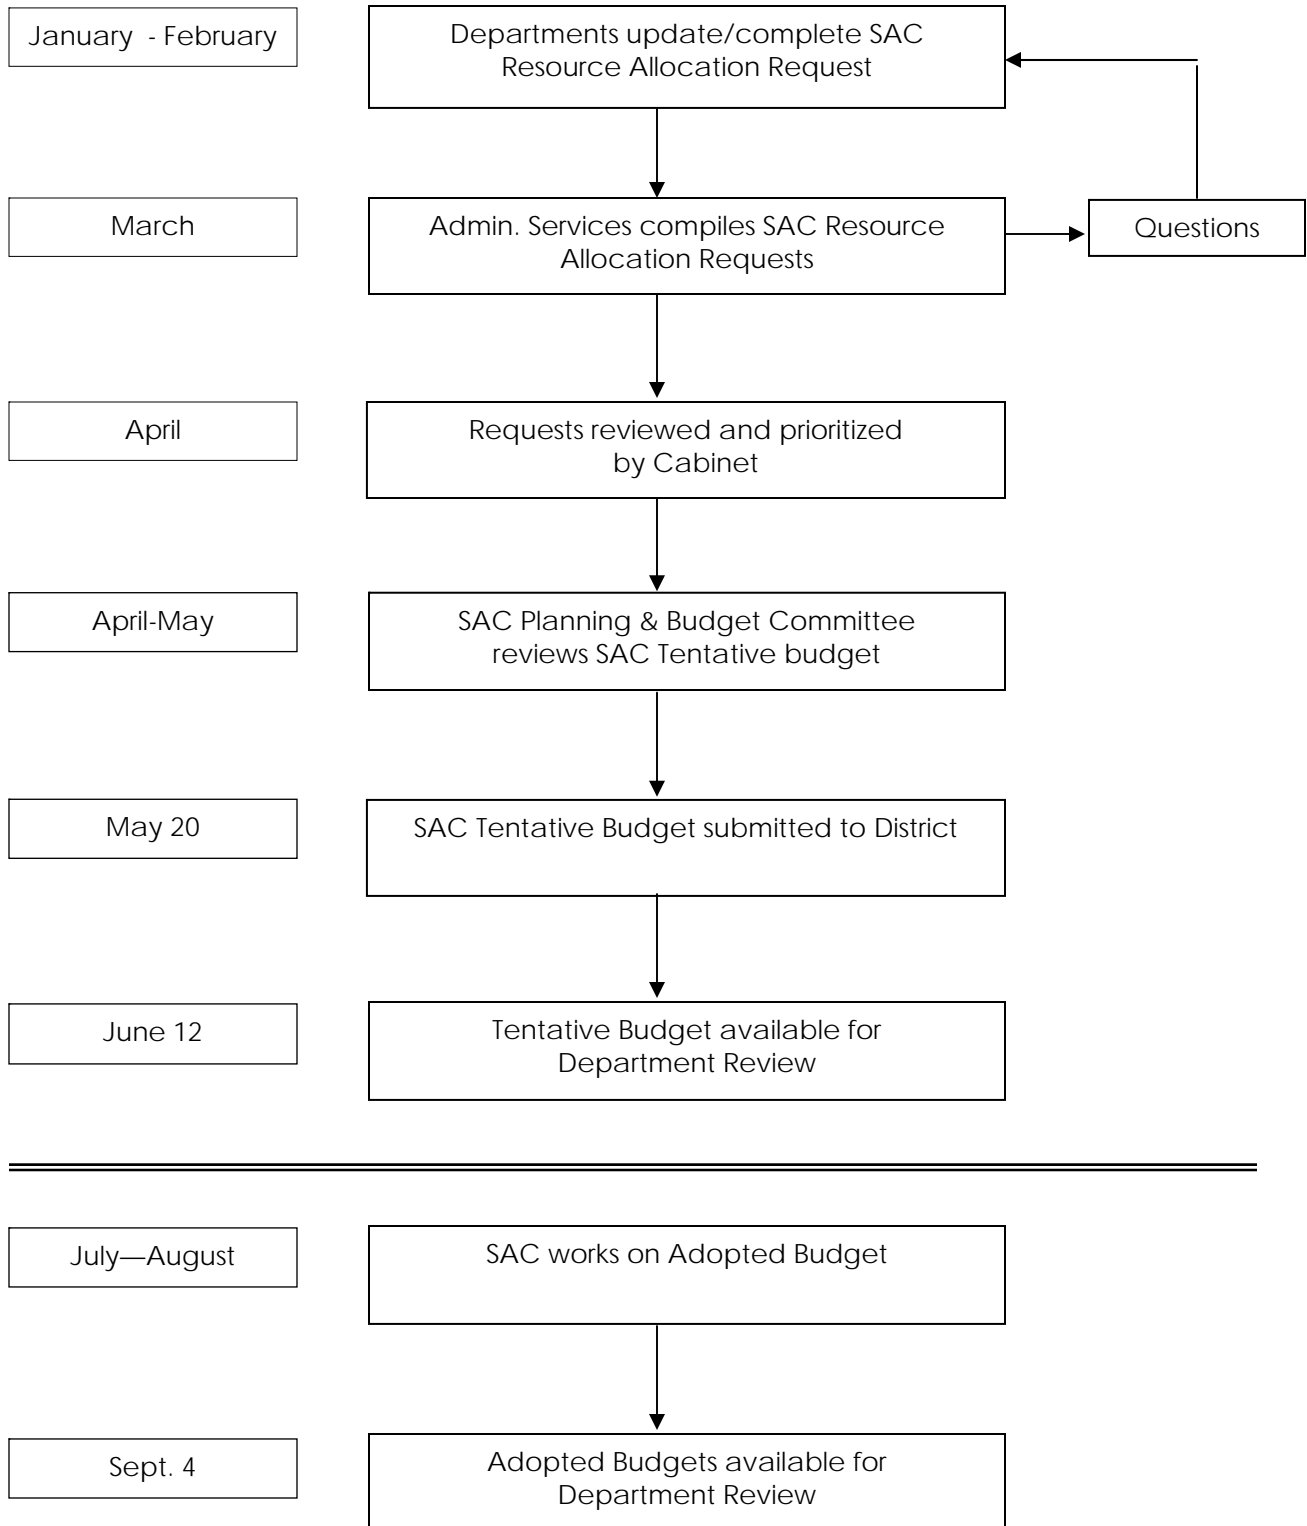 January - February
Departments update/complete SAC
Resource Allocation Request
March
Admin. Services compiles SAC Resource
Allocation Requests
Questions
April
Requests reviewed and prioritized
by Cabinet
April-May
SAC Planning & Budget Committee
reviews SAC Tentative budget
May 20
SAC Tentative Budget submitted to District
June 12
Tentative Budget available for
Department Review
July—August
SAC works on Adopted Budget
Sept. 4
Adopted Budgets available for
Department Review